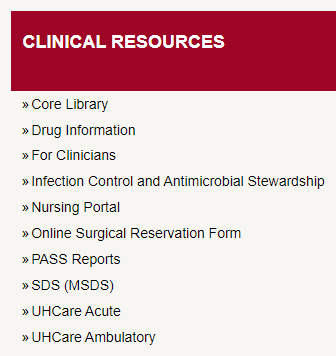 CLINICAL RESOURCES
» Core Library
» Drug Information
» For Clinicians
» Infection Control and Antimicrobial Stewardship
» Nursing Portal
» Online Surgical Reservation Form
» PASS Reports
» SDS (MSDS)
» UHCare Acute
» UHCare Ambulatory